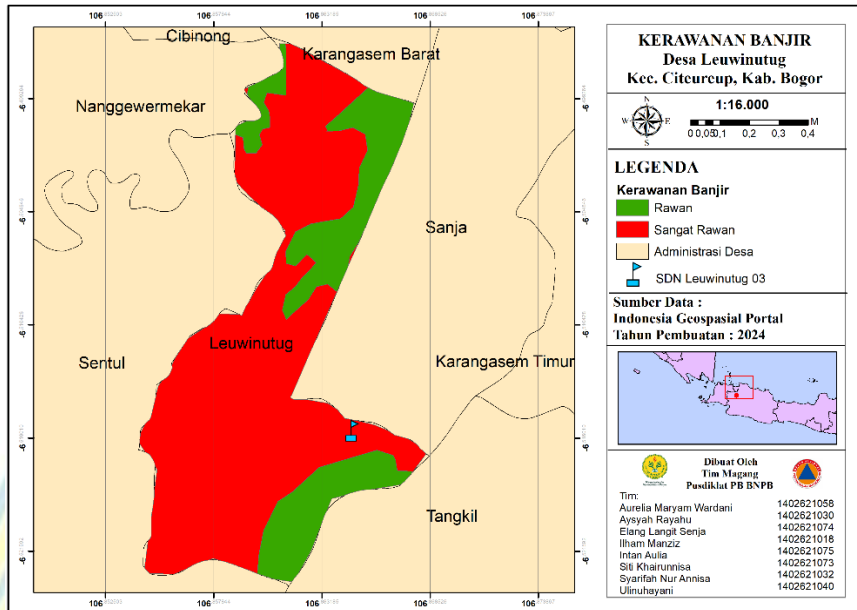 Cibinong
Karangasem Barat
Nanggewermekar
Sanja
Sentul
Leuwinutug
Karangasem Timur
Tangkil
KERAWANAN BANJIR
Desa Leuwinutug
Kec. Citeureup, Kab. Bogor
N
W E
S
1:16.000
M
0 0,05 0,1 0,2 0,3 0,4
LEGENDA
Kerawanan Banjir
Rawan
Sangat Rawan
Administrasi Desa
SDN Leuwinutug 03
Sumber Data :
Indonesia Geospasial Portal
Tahun Pembuatan : 2024
Dibuat Oleh
Tim Magang
Pusdiklat PB BNPB
Tim:
Aurelia Maryam Wardani 1402621058
Aysyah Rayahu 1402621030
Elang Langit Senja 1402621074
Ilham Manziz 1402621018
Intan Aulia 1402621075
Siti Khairunnisa 1402621073
Syarifah Nur Annisa 1402621032
Ulinuhayani 1402621040